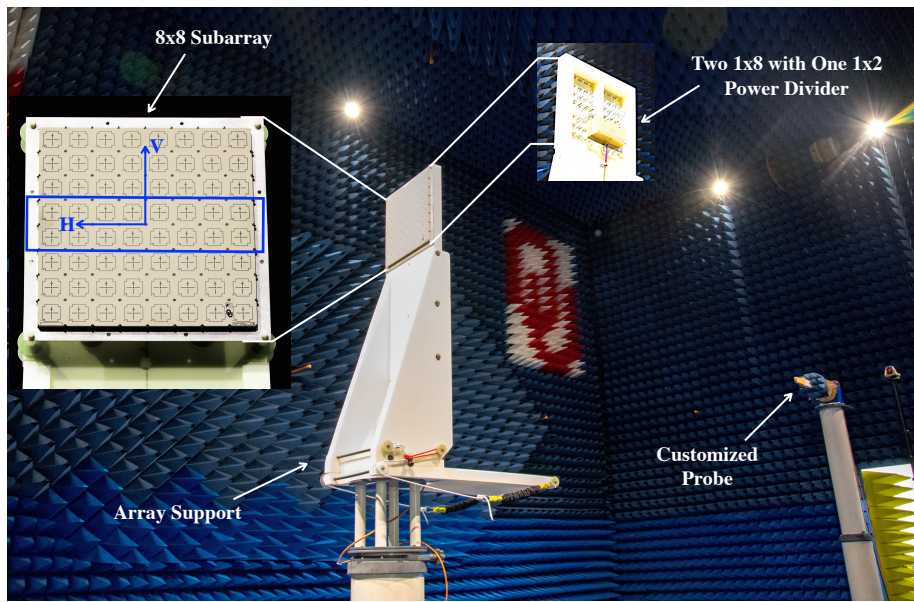 8x8 Subarray
Two 1x8 with One 1x2
Power Divider
V
H
Customized
Probe
Array Support